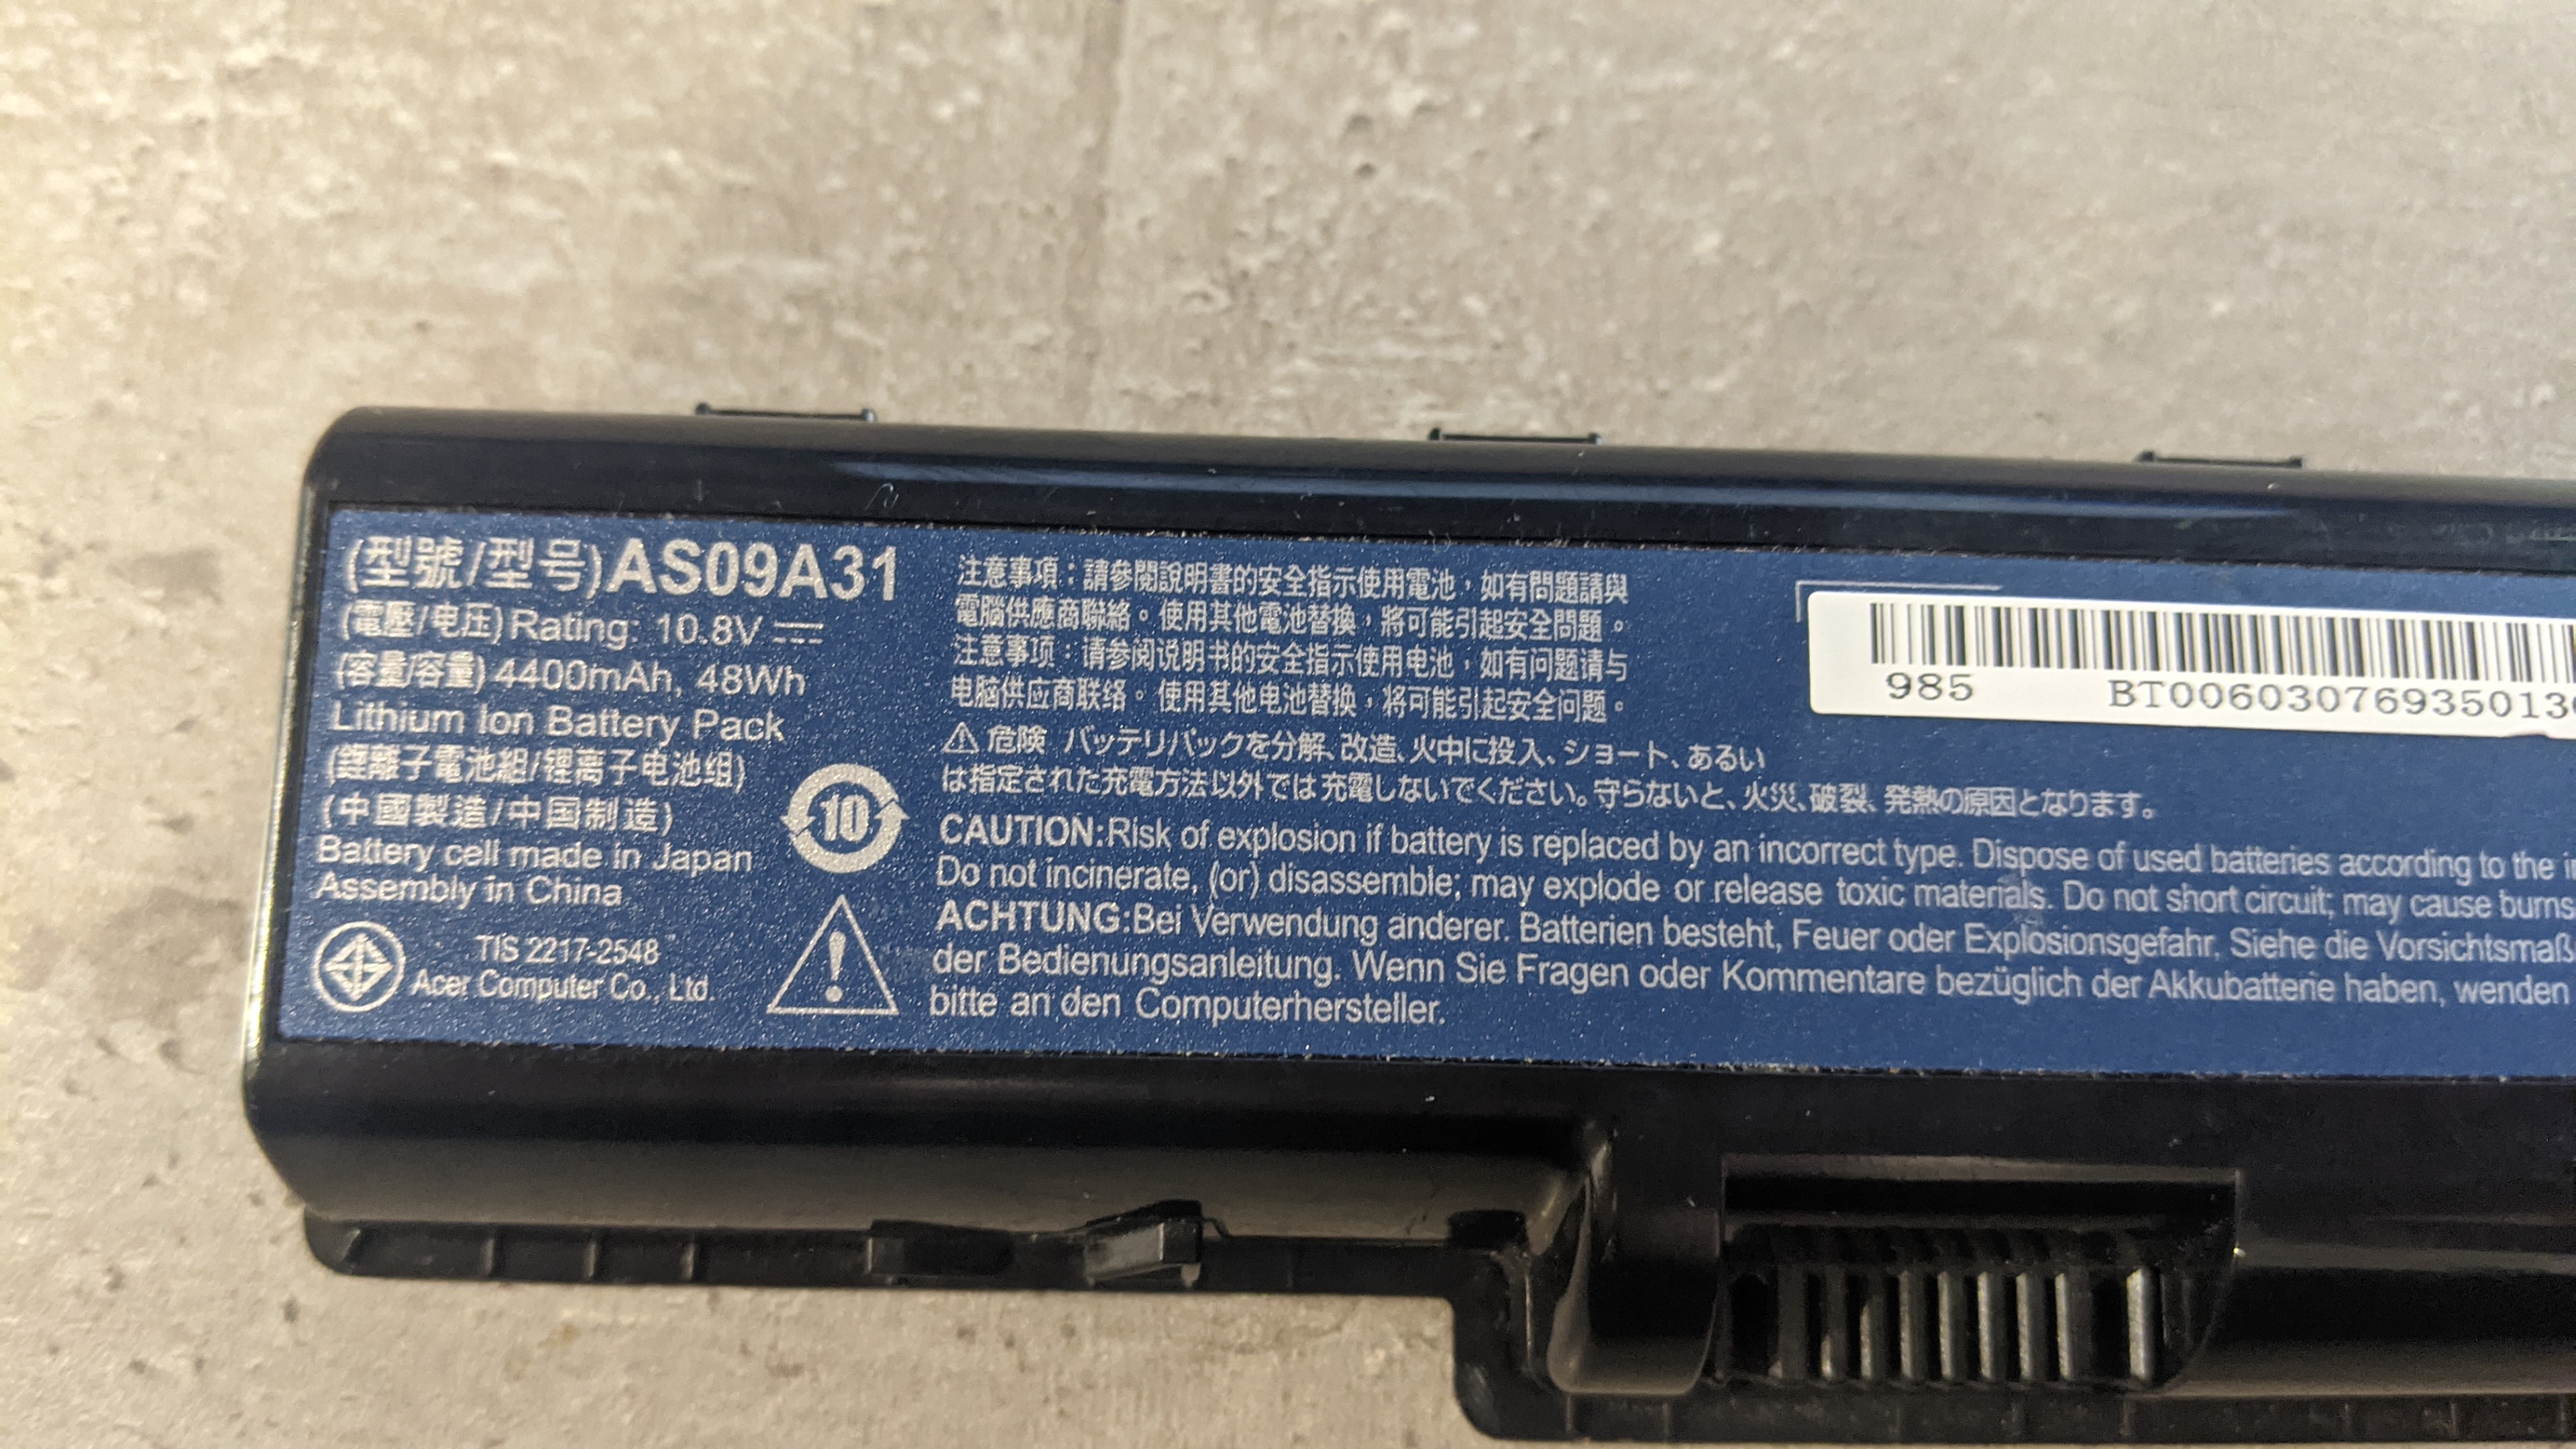 (型號/型号)AS09A31
(電壓/电压) Rating: 10.8V
(容量/容量) 4400mAh, 48Wh
Lithium Ion Battery Pack
(鋰離子電池組/锂离子电池组)
(中國製造/中国制造)
Battery cell made in Japan
Assembly in China
TIS 2217-2548
Acer Computer Co., Ltd.
10
注意事項：請參閱說明書的安全指示使用電池，如有問題請與
電腦供應商聯絡。使用其他電池替換，將可能引起安全問題。
注意事项：请参阅说明书的安全指示使用电池，如有问题请与
电脑供应商联络。使用其他电池替换，将可能引起安全问题。
危険 バッテリパックを分解、改造、火中に投入、ショート、あるい
は指定された充電方法以外では充電しないでください。守らないと、火災、破裂、発熱の原因となります。
CAUTION:Risk of explosion if battery is replaced by an incorrect type. Dispose of used batteries according to the
Do not incinerate, (or) disassemble; may explode or release toxic materials. Do not short circuit; may cause burns
ACHTUNG:Bei Verwendung anderer. Batterien besteht, Feuer oder Explosionsgefahr, Siehe die Vorsichtsmaß
der Bedienungsanleitung. Wenn Sie Fragen oder Kommentare bezüglich der Akkubatterie haben, wenden
bitte an den Computerhersteller.
985 BT00603076935013